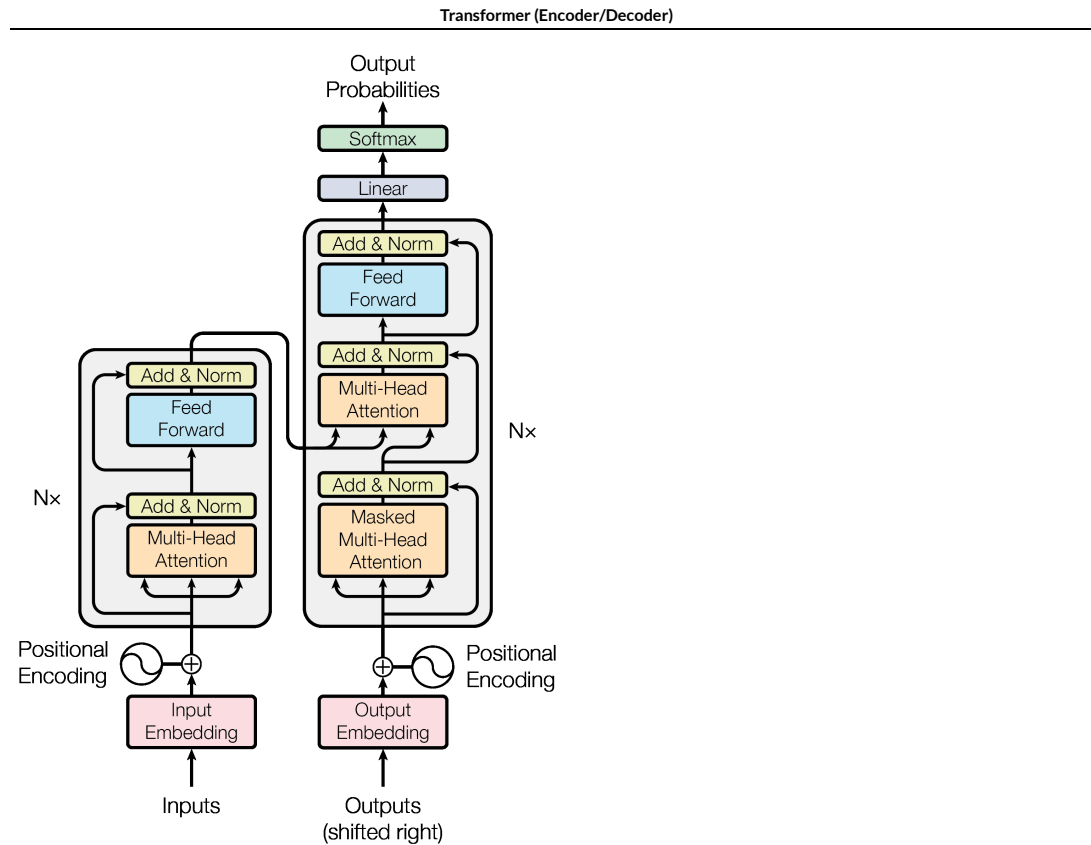 Transformer (Encoder/Decoder)
Output
Probabilities
Softmax
Linear
Add & Norm
Feed
Forward
Add & Norm
Multi-Head
Attention
Nx
Add & Norm
Masked
Multi-Head
Attention
Add & Norm
Feed
Forward
Nx
Add & Norm
Multi-Head
Attention
Positional
Encoding
Positional
Encoding
Input
Embedding
Output
Embedding
Inputs
Outputs
(shifted right)